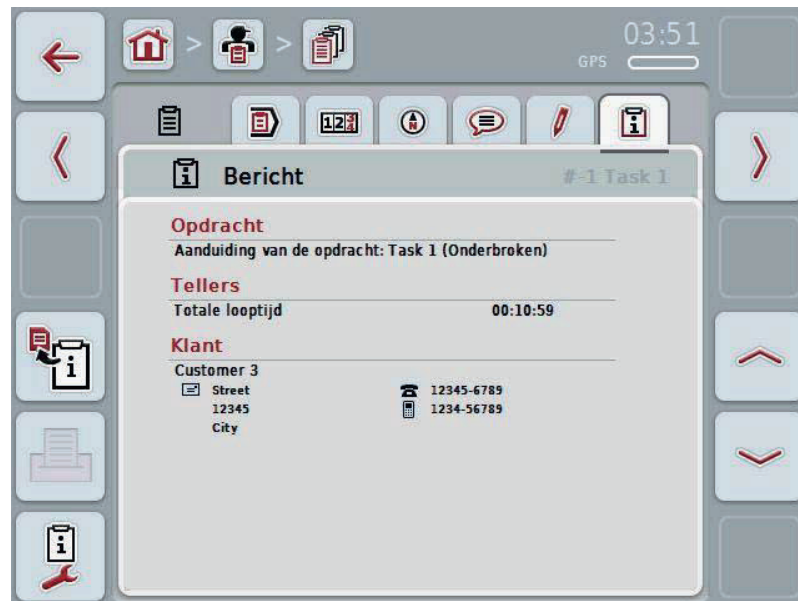 03:51
GPS
Bericht
#-1 Task 1
Opdracht
Aanduiding van de opdracht: Task 1 (Onderbroken)
Tellers
Totale looptijd 00:10:59
Klant
Customer 3
Street 12345-6789
12345 1234-56789
City